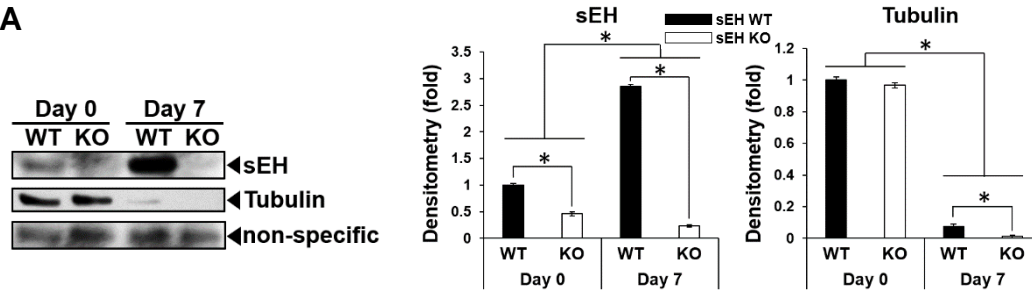 A
Day 0 Day 7
WT KO WT KO
sEH
Tubulin
non-specific
sEH
sEH WT
sEH KO
Densitometry (fold)
3.5
3
2.5
2
1.5
1
0.5
0
*
*
*
WT KO WT KO
Day 0 Day 7
Tubulin
Densitometry (fold)
1.2
1
0.8
0.6
0.4
0.2
0
*
*
WT KO WT KO
Day 0 Day 7